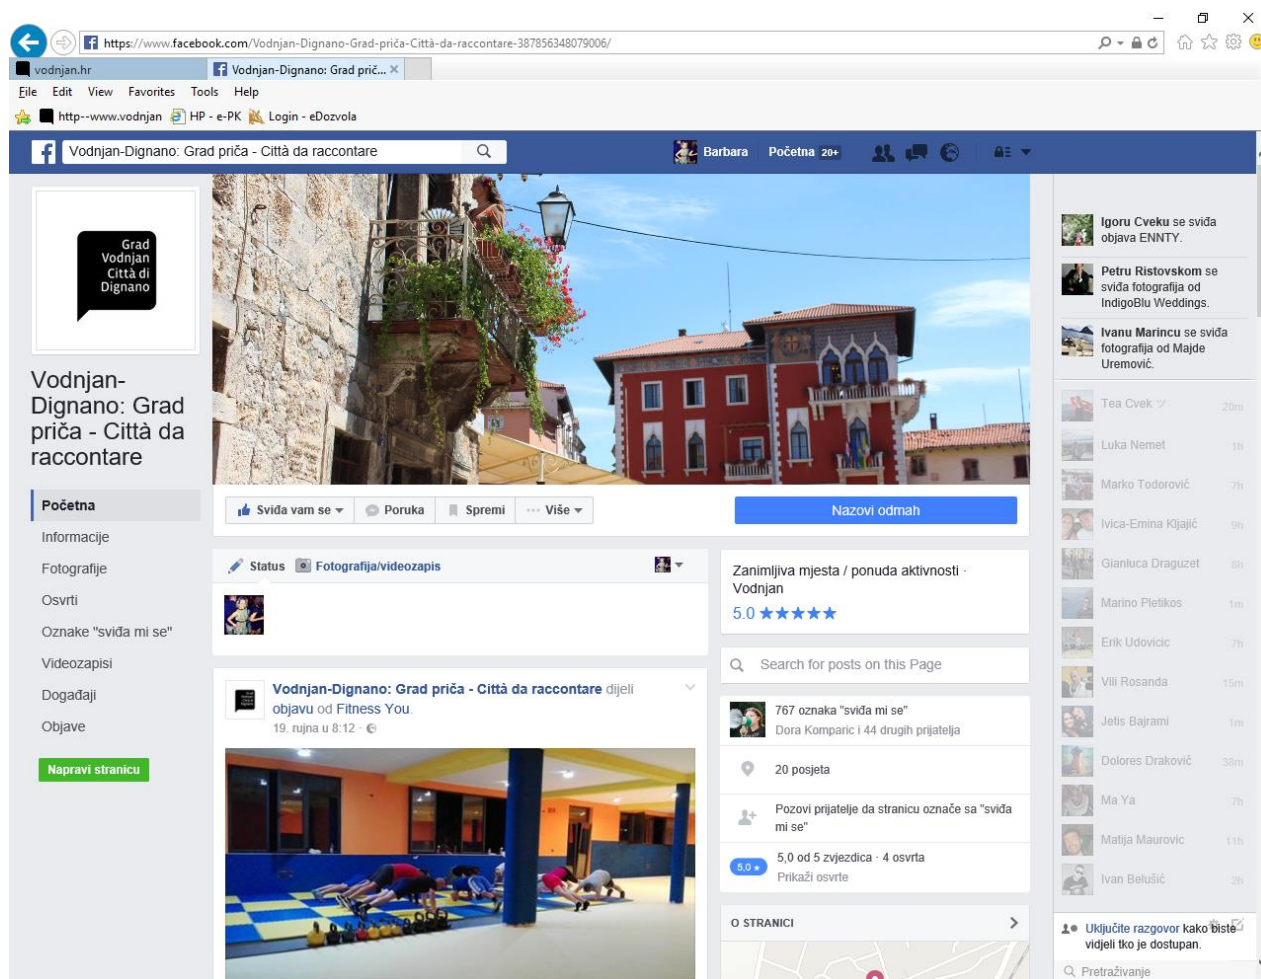 https://www.facebook.com/Vodnjan-Dignano-Grad-priča-Città-da-raccontare-387856348079006/
vodnjan.hr
Vodnjan-Dignano: Grad prič...
File Edit View Favorites Tools Help
http--www.vodnjan HP - e-PK Login - eDozvola
Vodnjan-Dignano: Grad priča - Città da raccontare
Barbara Početna 20+
Grad
Vodnjan
Città di
Dignano
Vodnjan-
Dignano: Grad
priča - Città da
raccontare
Početna
Informacije
Fotografije
Osvrti
Oznake "sviđa mi se"
Videozapisi
Događaji
Objave
Napravi stranicu
Sviđa vam se Poruka Spremi ··· Više
Nazovi odmah
Status Fotografija/videozapis
Vodnjan-Dignano: Grad priča - Città da raccontare dijeli
objavu od Fitness You.
19. rujna u 8:12 ·
Zanimljiva mjesta / ponuda aktivnosti ·
Vodnjan
5.0 ★★★★★
Search for posts on this Page
767 oznaka "sviđa mi se"
Dora Komparic i 44 drugih prijatelja
20 posjeta
Pozovi prijatelje da stranicu označe sa "sviđa
mi se"
5,0 ★
5,0 od 5 zvjezdica · 4 osvrta
Prikaži osvrte
O STRANICI
Igoru Cveku se sviđa
objava ENNTY.
Petru Ristovskom se
sviđa fotografija od
IndigoBlu Weddings.
Ivanu Marincu se sviđa
fotografija od Majde
Uremović.
Tea Cvek ツ 20m
Luka Nemet 1h
Marko Todorović 7h
Ivica-Emina Kljajić 9h
Gianluca Draguzet 8h
Marino Pletikos 1m
Erik Udovicic 7h
Vili Rosanda 15m
Jetis Bajrami 1m
Dolores Draković 38m
Ma Ya 7h
Matija Maurovic 11h
Ivan Belušić 2h
Uključite razgovor kako biste
vidjeli tko je dostupan.
Pretraživanje